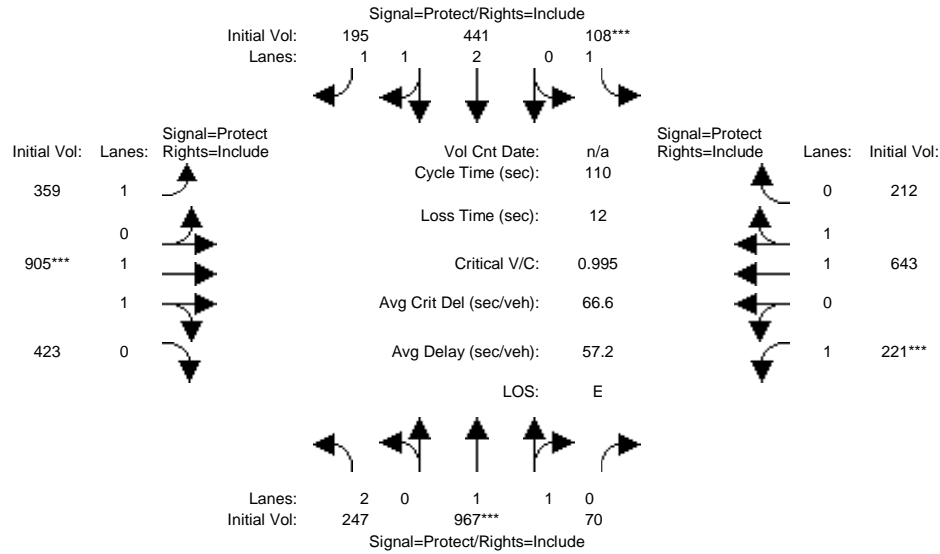 Signal=Protect/Rights=Include
Initial Vol: 195 441 108***
Lanes: 1 1 2 0 1
Signal=Protect
Initial Vol: Lanes: Rights=Include
Vol Cnt Date: n/a
Signal=Protect
Rights=Include Lanes: Initial Vol:
Cycle Time (sec): 110
359 1
0 212
Loss Time (sec): 12
0
1
905*** 1
Critical V/C: 0.995
1 643
1
Avg Crit Del (sec/veh): 66.6
0
423 0
Avg Delay (sec/veh): 57.2
1 221***
LOS: E
Lanes: 2 0 1 1 0
Initial Vol: 247 967*** 70
Signal=Protect/Rights=Include